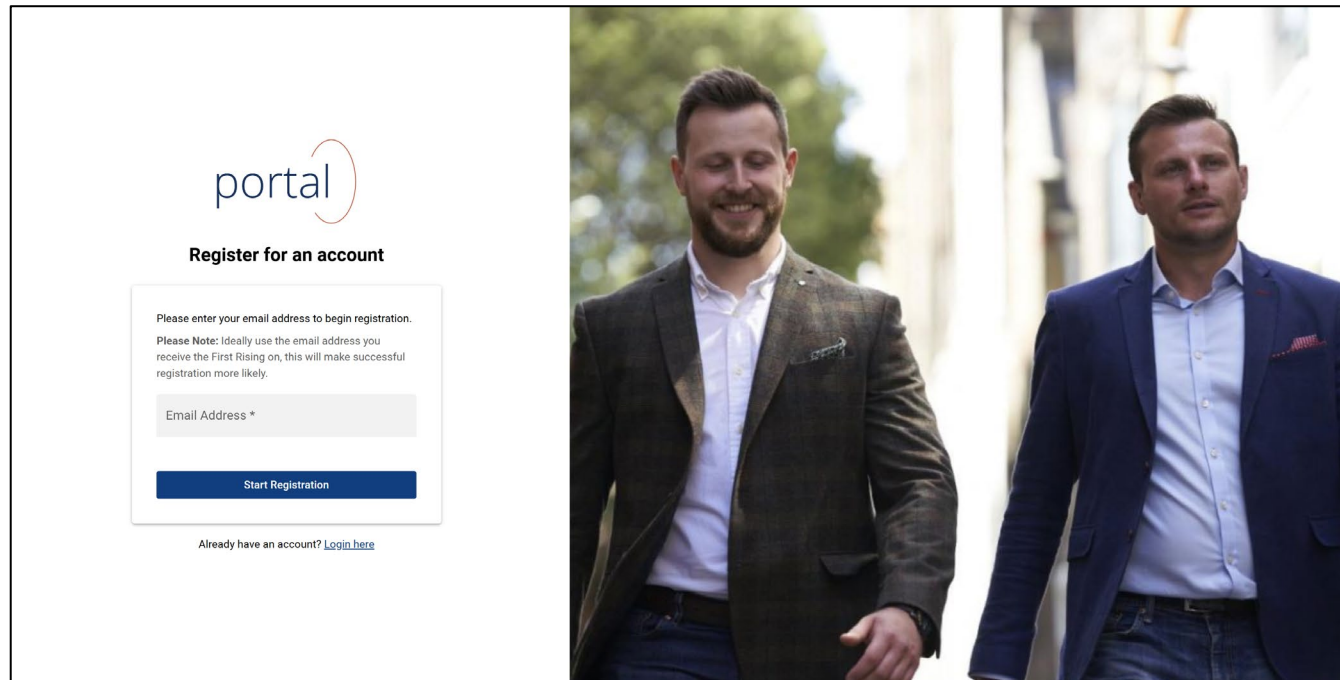 portal
Register for an account
Please enter your email address to begin registration.
Please Note: Ideally use the email address you
receive the First Rising on, this will make successful
registration more likely.
Email Address *
Start Registration
Already have an account? Login here